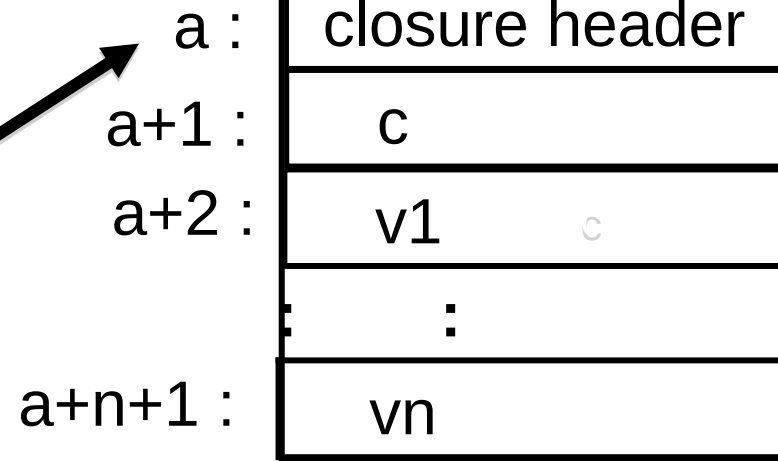 a : closure header
a+1 : c
a+2 : v1 c
: :
a+n+1 : vn